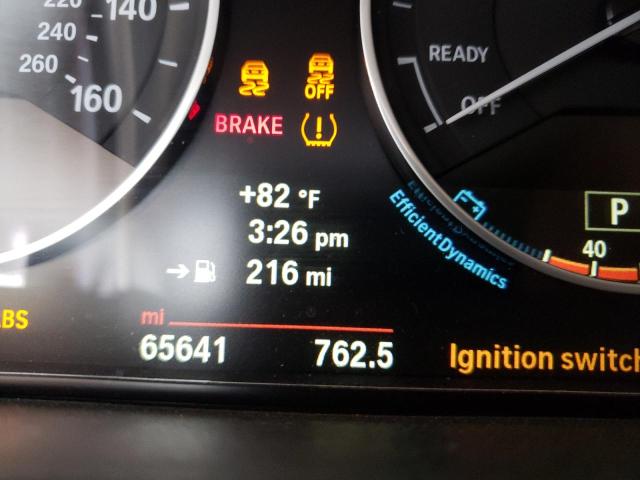 220
140
240
260
160
OFF
BRAKE
READY
OFF
+82 °F
3:26 pm
216 mi
EfficientDynamics
P
40
mi
65641
762.5
Ignition switch